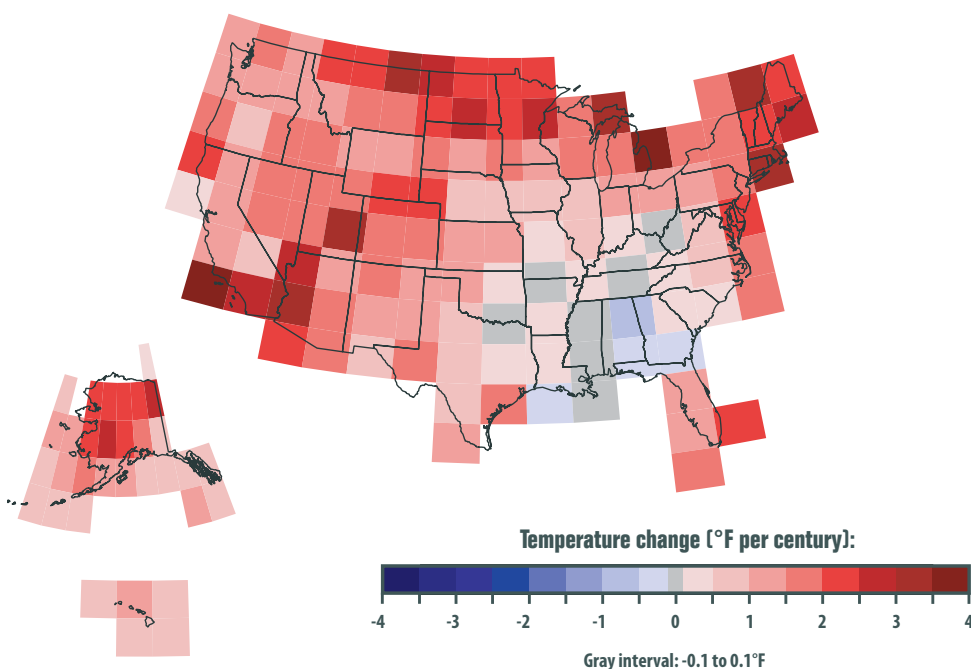 Temperature change (°F per century):
-4 -3 -2 -1 0 1 2 3 4
Gray interval: -0.1 to 0.1°F